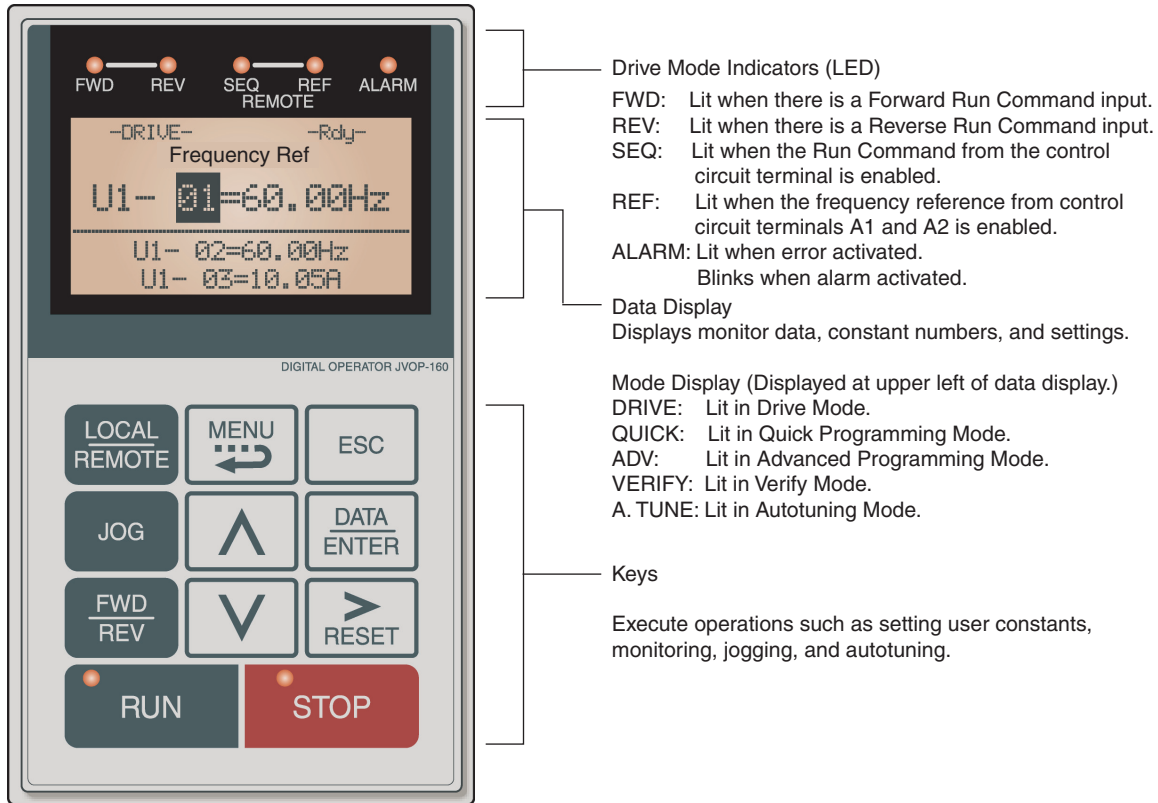 FWD REV SEQ REF ALARM
REMOTE
-DRIVE- -Rdy-
Frequency Ref
U1- 01=60.00Hz
U1- 02=60.00Hz
U1- 03=10.05A
DIGITAL OPERATOR JVOP-160
LOCAL
REMOTE
MENU
ESC
JOG
DATA
ENTER
FWD
REV
>
RESET
RUN
STOP
Drive Mode Indicators (LED)
FWD: Lit when there is a Forward Run Command input.
REV: Lit when there is a Reverse Run Command input.
SEQ: Lit when the Run Command from the control
circuit terminal is enabled.
REF: Lit when the frequency reference from control
circuit terminals A1 and A2 is enabled.
ALARM: Lit when error activated.
Blinks when alarm activated.
Data Display
Displays monitor data, constant numbers, and settings.
Mode Display (Displayed at upper left of data display.)
DRIVE: Lit in Drive Mode.
QUICK: Lit in Quick Programming Mode.
ADV: Lit in Advanced Programming Mode.
VERIFY: Lit in Verify Mode.
A. TUNE: Lit in Autotuning Mode.
Keys
Execute operations such as setting user constants,
monitoring, jogging, and autotuning.